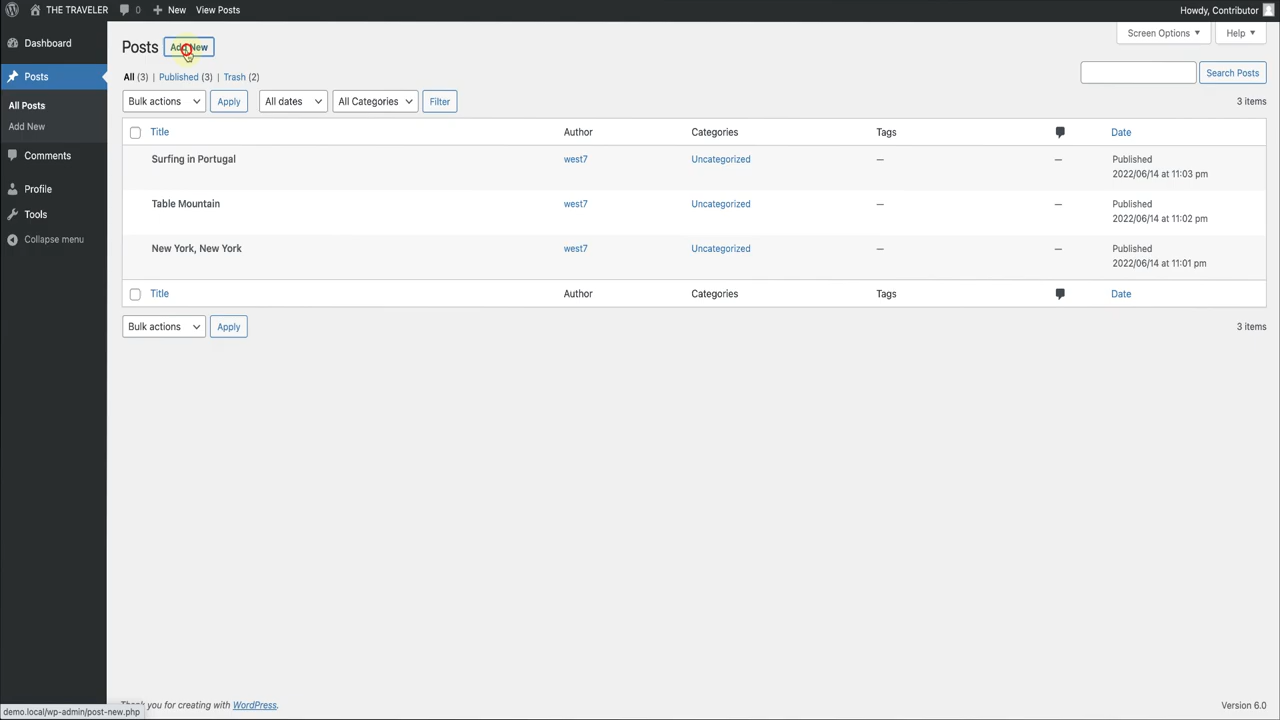 THE TRAVELER 0 New View Posts Howdy, Contributor
Dashboard
Posts
All Posts
Add New
Comments
Profile
Tools
Collapse menu
Screen Options Help
Posts Add New
All (3) | Published (3) | Trash (2)
Search Posts
Bulk actions Apply All dates All Categories Filter 3 items
Title Author Categories Tags Date
Surfing in Portugal west7 Uncategorized — — Published
2022/06/14 at 11:03 pm
Table Mountain west7 Uncategorized — — Published
2022/06/14 at 11:02 pm
New York, New York west7 Uncategorized — — Published
2022/06/14 at 11:01 pm
Title Author Categories Tags Date
Bulk actions Apply 3 items
Thank you for creating with WordPress. Version 6.0
demo.local/wp-admin/post-new.php